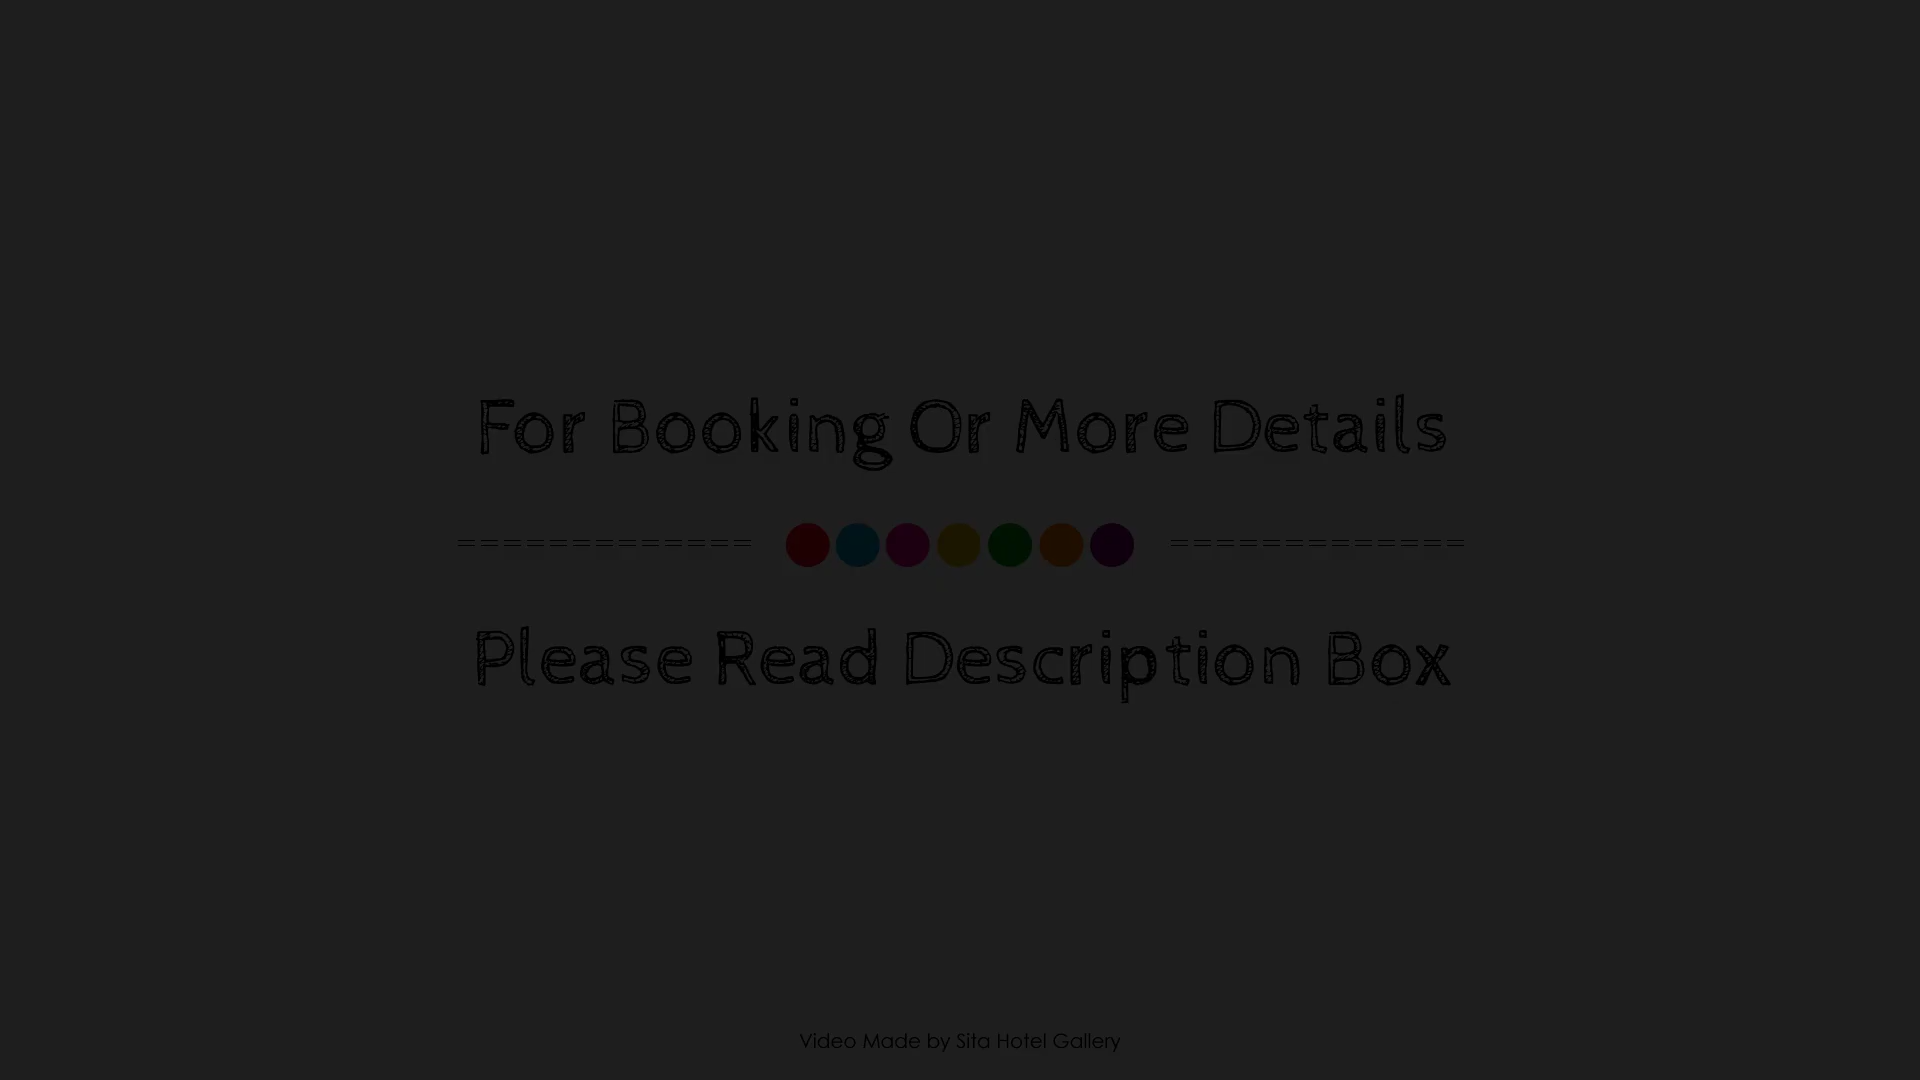 For Booking Or More Details
============= =============
Please Read Description Box
Video Made by Sita Hotel Gallery